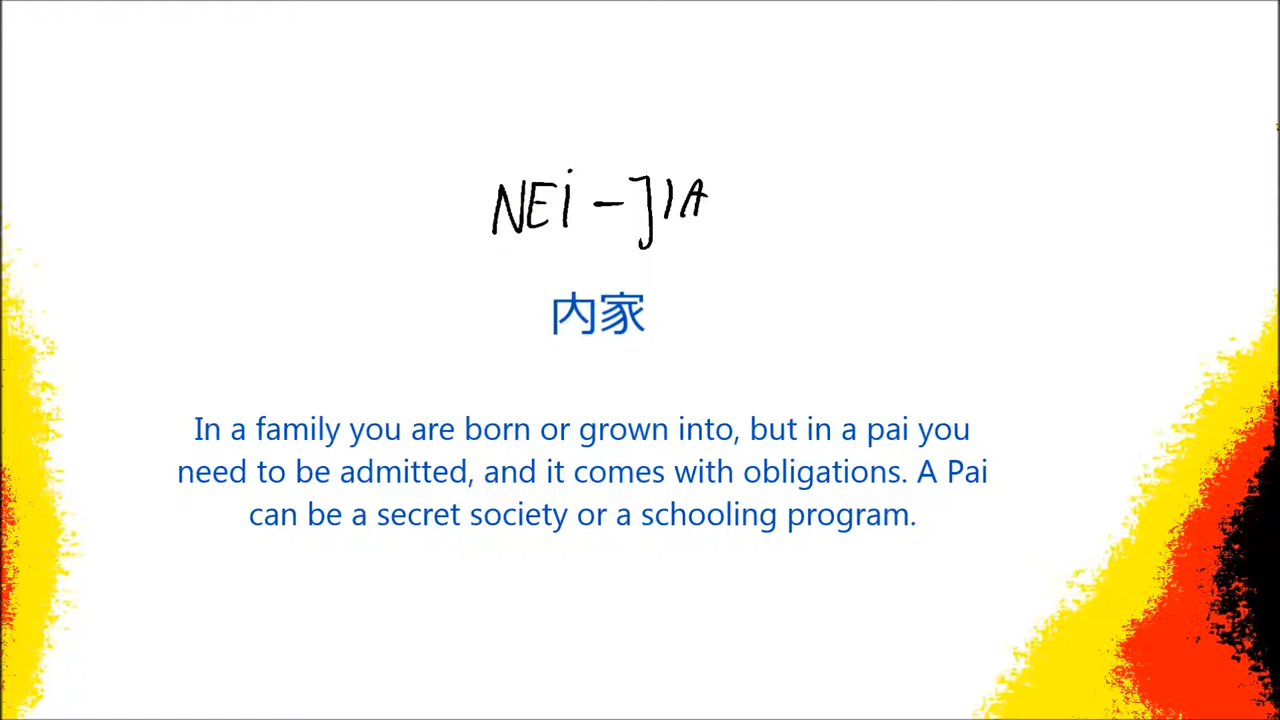 NEi - JIA
内家
In a family you are born or grown into, but in a pai you
need to be admitted, and it comes with obligations. A Pai
can be a secret society or a schooling program.